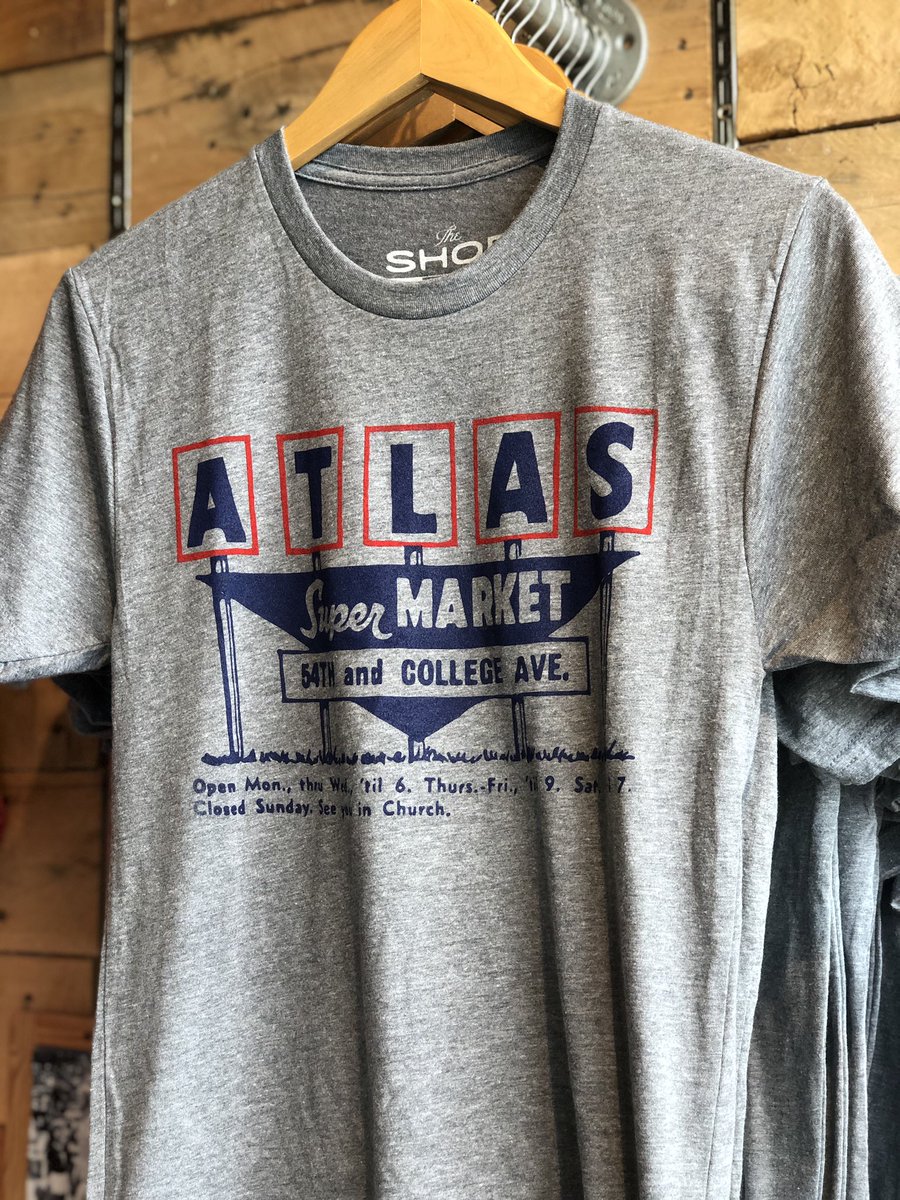 The
SHOP
ATLAS
Super MARKET
54TH and COLLEGE AVE.
Open Mon., thru Wed., 'til 6. Thurs.-Fri., 'til 9. Sat. 7.
Closed Sunday. See you in Church.